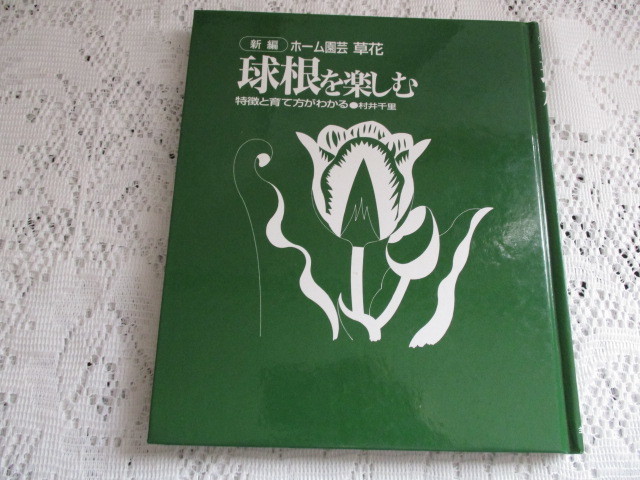 新編 ホーム園芸 草花
球根を楽しむ
特徴と育て方がわかる●村井千里